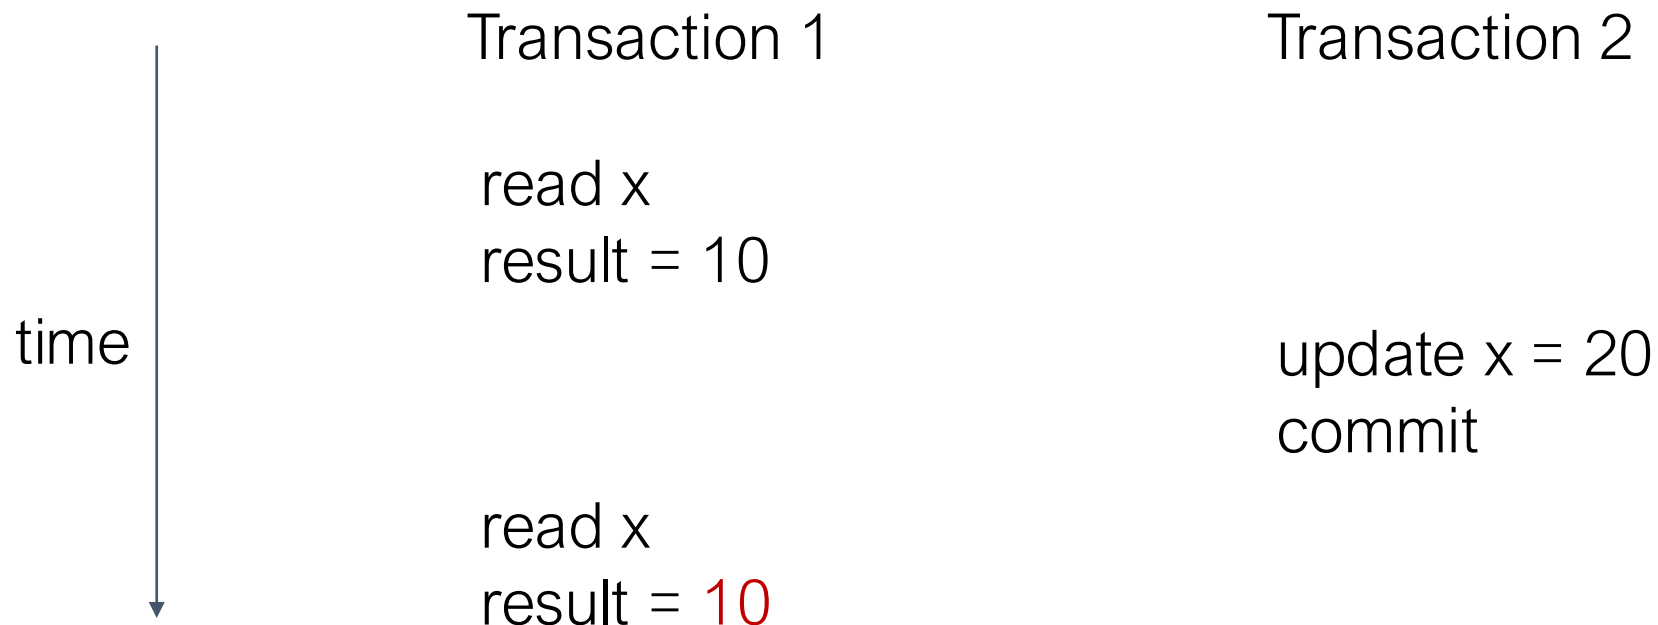 Transaction 1
Transaction 2
read x
result = 10
time
update x = 20
commit
read x
result = 10